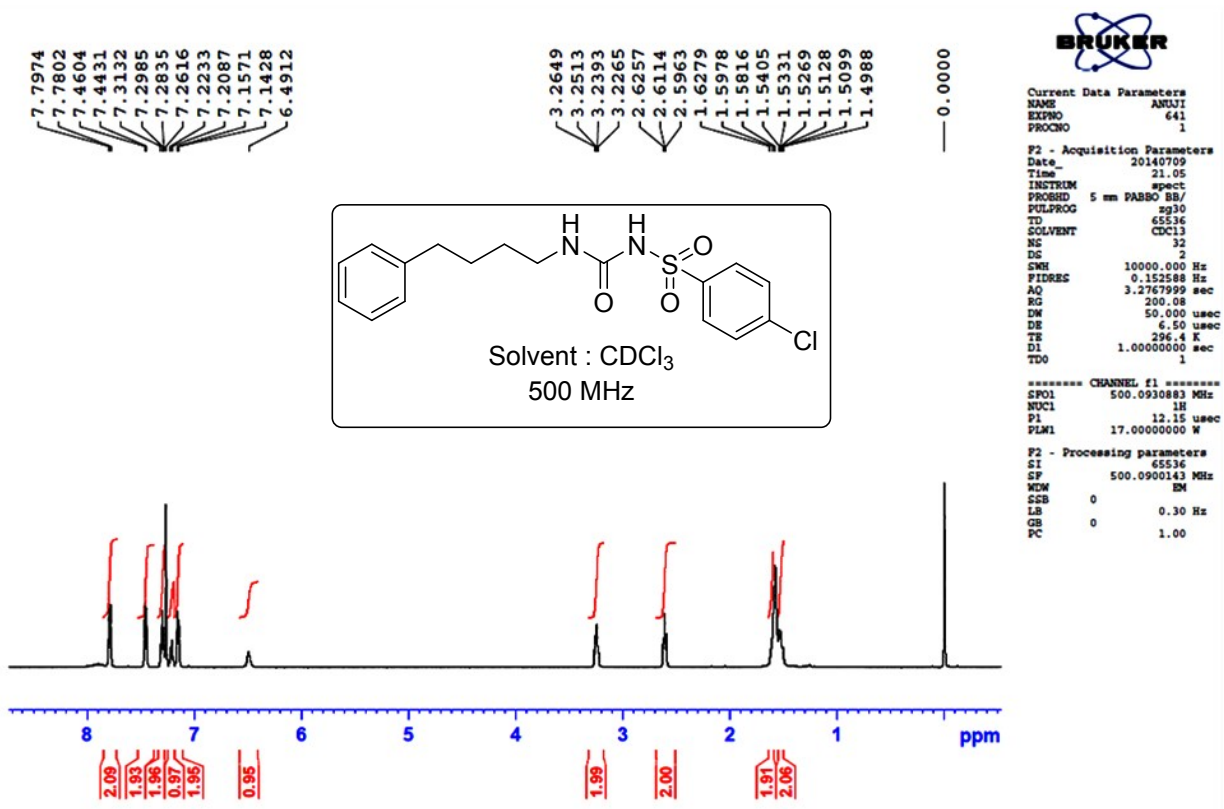 7.7974
7.7802
7.4604
7.4431
7.3132
7.2985
7.2835
7.2616
7.2233
7.2087
7.1571
7.1428
6.4912
3.2649
3.2513
3.2393
3.2265
2.6257
2.6114
2.5963
1.6279
1.5978
1.5816
1.5405
1.5331
1.5269
1.5128
1.5099
1.4988
0.0000
H
N
H
N
O
S
O
O
Cl
Solvent : CDCl3
500 MHz
8 7 6 5 4 3 2 1 ppm
2.09
1.93
1.96
0.97
1.95
0.95
1.99
2.00
1.91
2.06
BRUKER
Current Data Parameters
NAME ANUJI
EXPNO 641
PROCNO 1
F2 - Acquisition Parameters
Date_ 20140709
Time 21.05
INSTRUM spect
PROBHD 5 mm PABBO BB/
PULPROG zg30
TD 65536
SOLVENT CDCl3
NS 32
DS 2
SWH 10000.000 Hz
FIDRES 0.152588 Hz
AQ 3.2767999 sec
RG 200.08
DW 50.000 usec
DE 6.50 usec
TE 296.4 K
D1 1.00000000 sec
TD0 1
======== CHANNEL f1 ========
SFO1 500.0930883 MHz
NUC1 1H
P1 12.15 usec
PLW1 17.00000000 W
F2 - Processing parameters
SI 65536
SF 500.0900143 MHz
WDW EM
SSB 0
LB 0.30 Hz
GB 0
PC 1.00